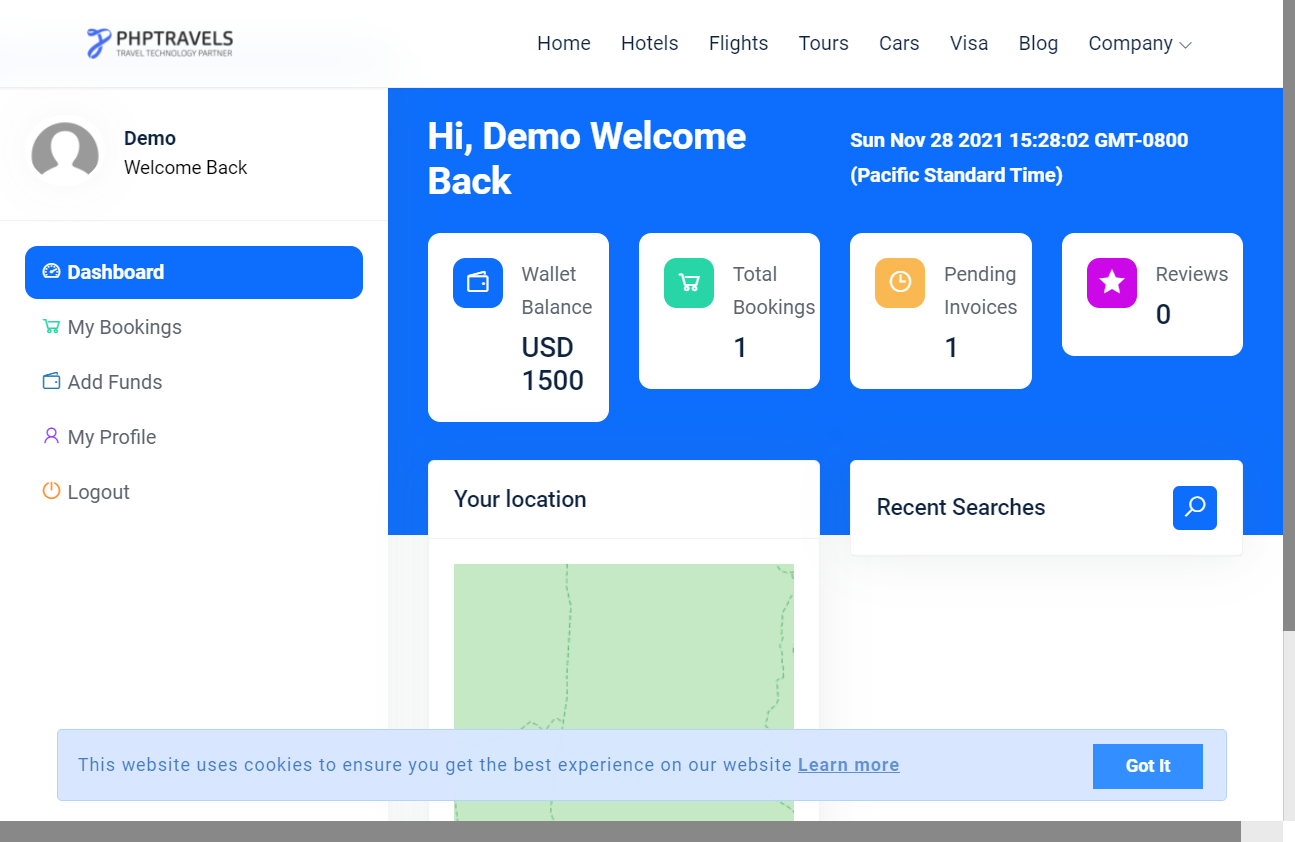 PHPTRAVELS
TRAVEL TECHNOLOGY PARTNER
Home Hotels Flights Tours Cars Visa Blog Company
Demo
Welcome Back
Dashboard
My Bookings
Add Funds
My Profile
Logout
Hi, Demo Welcome
Back
Sun Nov 28 2021 15:28:02 GMT-0800
(Pacific Standard Time)
Wallet
Balance
USD
1500
Total
Bookings
1
Pending
Invoices
1
Reviews
0
Your location
Recent Searches
This website uses cookies to ensure you get the best experience on our website Learn more
Got It